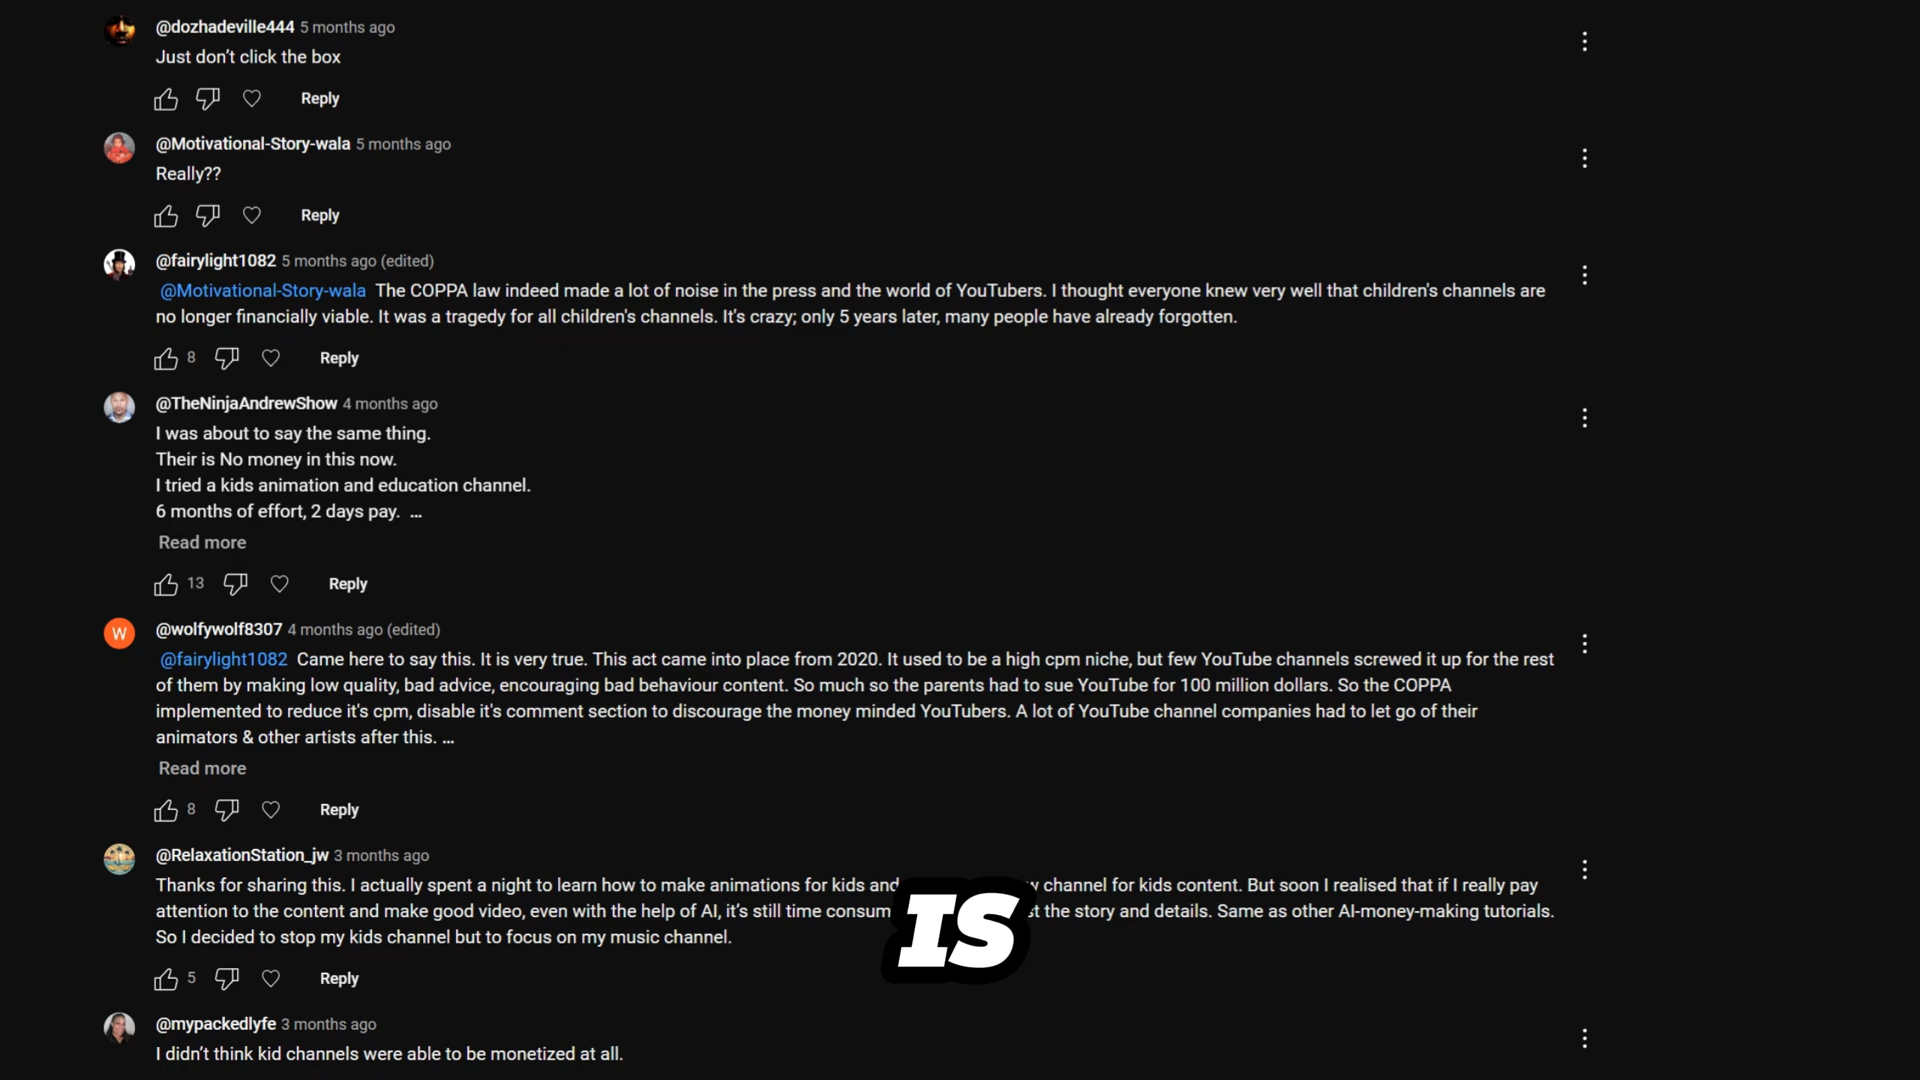 @dozhadeville444 5 months ago
Just don’t click the box
Reply
@Motivational-Story-wala 5 months ago
Really??
Reply
@fairylight1082 5 months ago (edited)
@Motivational-Story-wala The COPPA law indeed made a lot of noise in the press and the world of YouTubers. I thought everyone knew very well that children's channels are
no longer financially viable. It was a tragedy for all children's channels. It's crazy; only 5 years later, many people have already forgotten.
8 Reply
@TheNinjaAndrewShow 4 months ago
I was about to say the same thing.
Their is No money in this now.
I tried a kids animation and education channel.
6 months of effort, 2 days pay. ...
Read more
13 Reply
W @wolfywolf8307 4 months ago (edited)
@fairylight1082 Came here to say this. It is very true. This act came into place from 2020. It used to be a high cpm niche, but few YouTube channels screwed it up for the rest
of them by making low quality, bad advice, encouraging bad behaviour content. So much so the parents had to sue YouTube for 100 million dollars. So the COPPA
implemented to reduce it's cpm, disable it's comment section to discourage the money minded YouTubers. A lot of YouTube channel companies had to let go of their
animators & other artists after this. ...
Read more
8 Reply
@RelaxationStation_jw 3 months ago
Thanks for sharing this. I actually spent a night to learn how to make animations for kids and channel for kids content. But soon I realised that if I really pay
attention to the content and make good video, even with the help of AI, it’s still time the story and details. Same as other AI-money-making tutorials.
So I decided to stop my kids channel but to focus on my music channel.
IS
5 Reply
@mypackedlyfe 3 months ago
I didn’t think kid channels were able to be monetized at all.